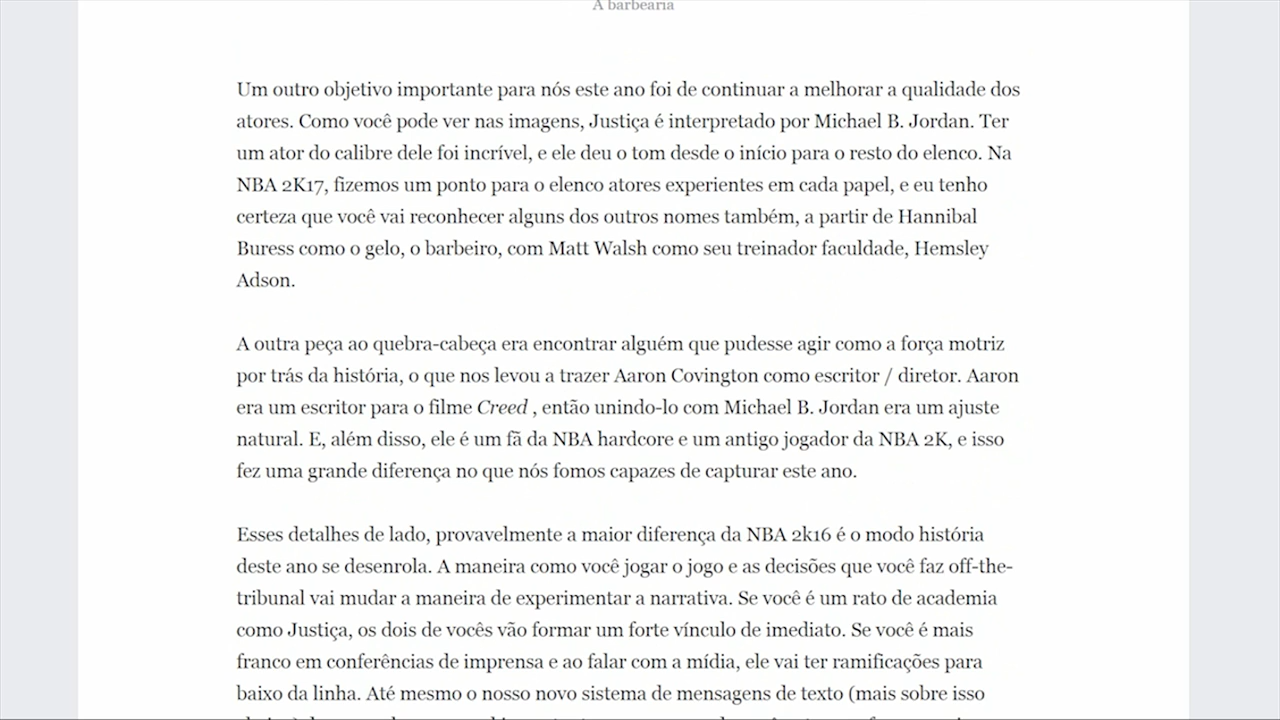 A barbearia
Um outro objetivo importante para nós este ano foi de continuar a melhorar a qualidade dos
atores. Como você pode ver nas imagens, Justiça é interpretado por Michael B. Jordan. Ter
um ator do calibre dele foi incrível, e ele deu o tom desde o início para o resto do elenco. Na
NBA 2K17, fizemos um ponto para o elenco atores experientes em cada papel, e eu tenho
certeza que você vai reconhecer alguns dos outros nomes também, a partir de Hannibal
Buress como o gelo, o barbeiro, com Matt Walsh como seu treinador faculdade, Hemsley
Adson.
A outra peça ao quebra-cabeça era encontrar alguém que pudesse agir como a força motriz
por trás da história, o que nos levou a trazer Aaron Covington como escritor / diretor. Aaron
era um escritor para o filme Creed , então unindo-lo com Michael B. Jordan era um ajuste
natural. E, além disso, ele é um fã da NBA hardcore e um antigo jogador da NBA 2K, e isso
fez uma grande diferença no que nós fomos capazes de capturar este ano.
Esses detalhes de lado, provavelmente a maior diferença da NBA 2k16 é o modo história
deste ano se desenrola. A maneira como você jogar o jogo e as decisões que você faz off-the-
tribunal vai mudar a maneira de experimentar a narrativa. Se você é um rato de academia
como Justiça, os dois de vocês vão formar um forte vínculo de imediato. Se você é mais
franco em conferências de imprensa e ao falar com a mídia, ele vai ter ramificações para
baixo da linha. Até mesmo o nosso novo sistema de mensagens de texto (mais sobre isso